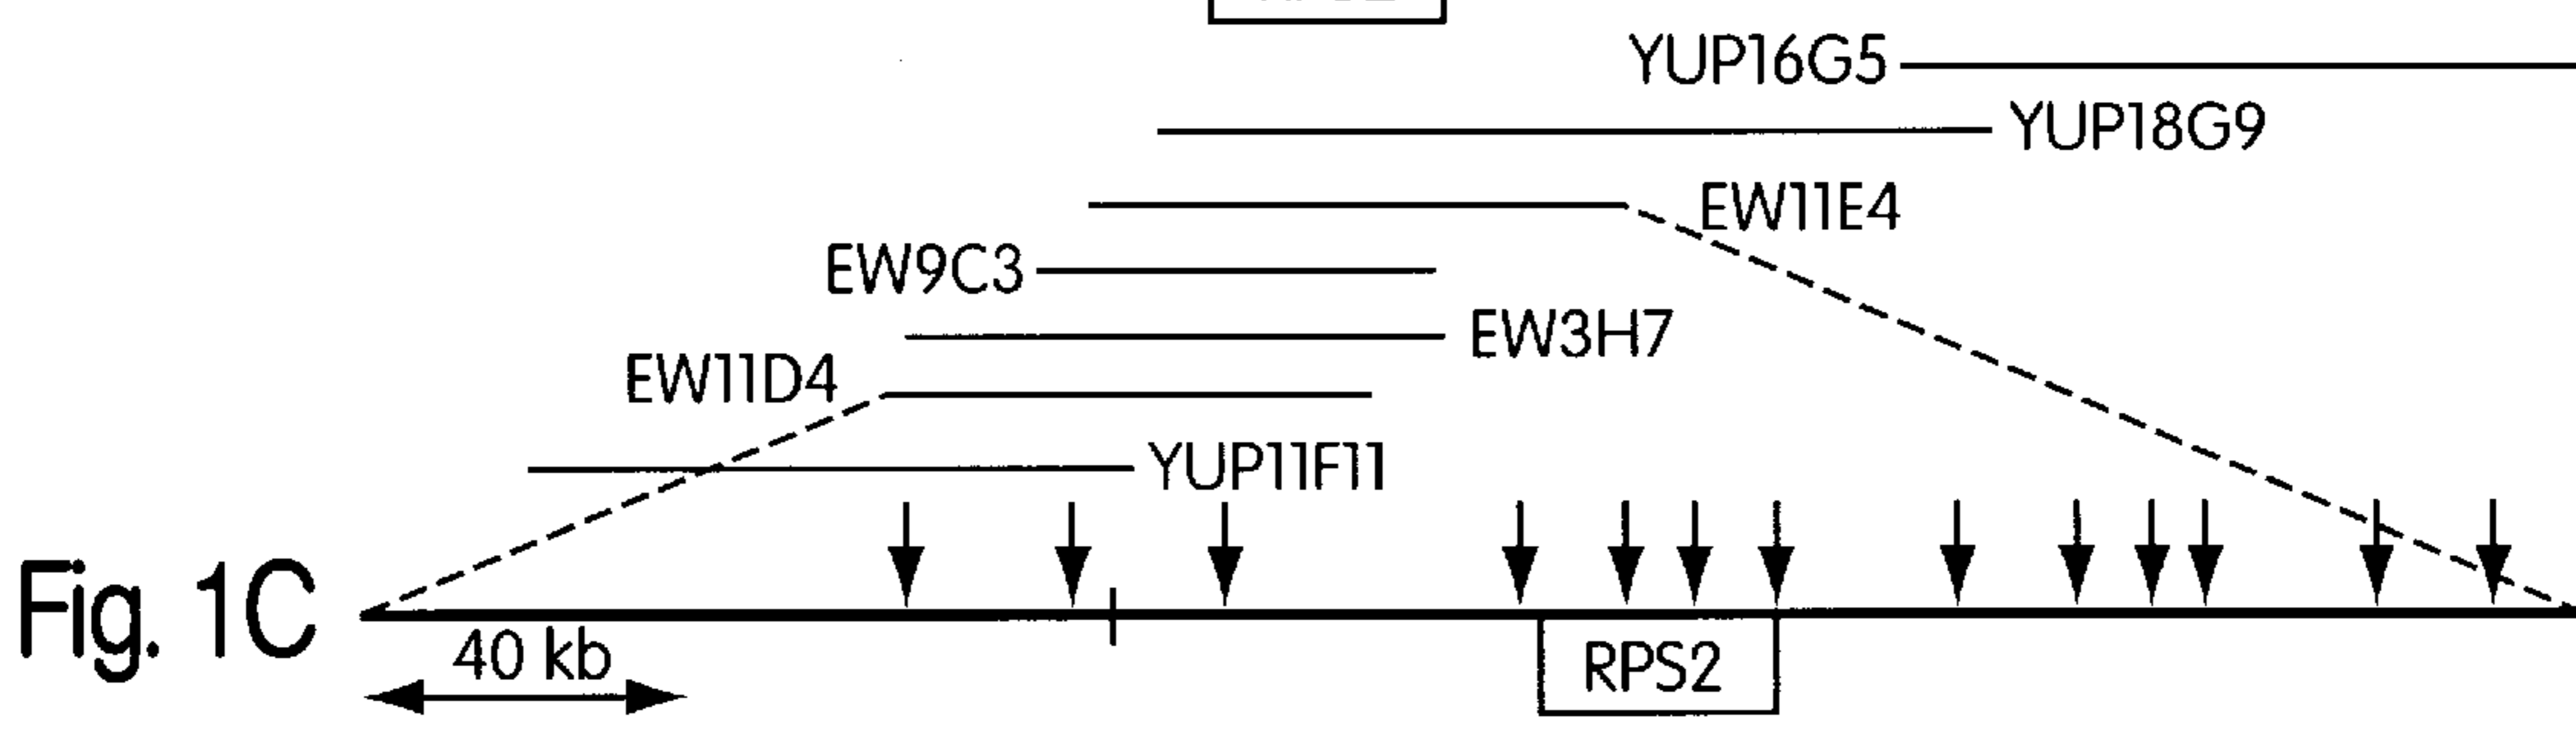 YUP16G5
YUP18G9
EW11E4
EW9C3
EW3H7
EW11D4
YUP11F11
Fig. 1C
40 kb
RPS2